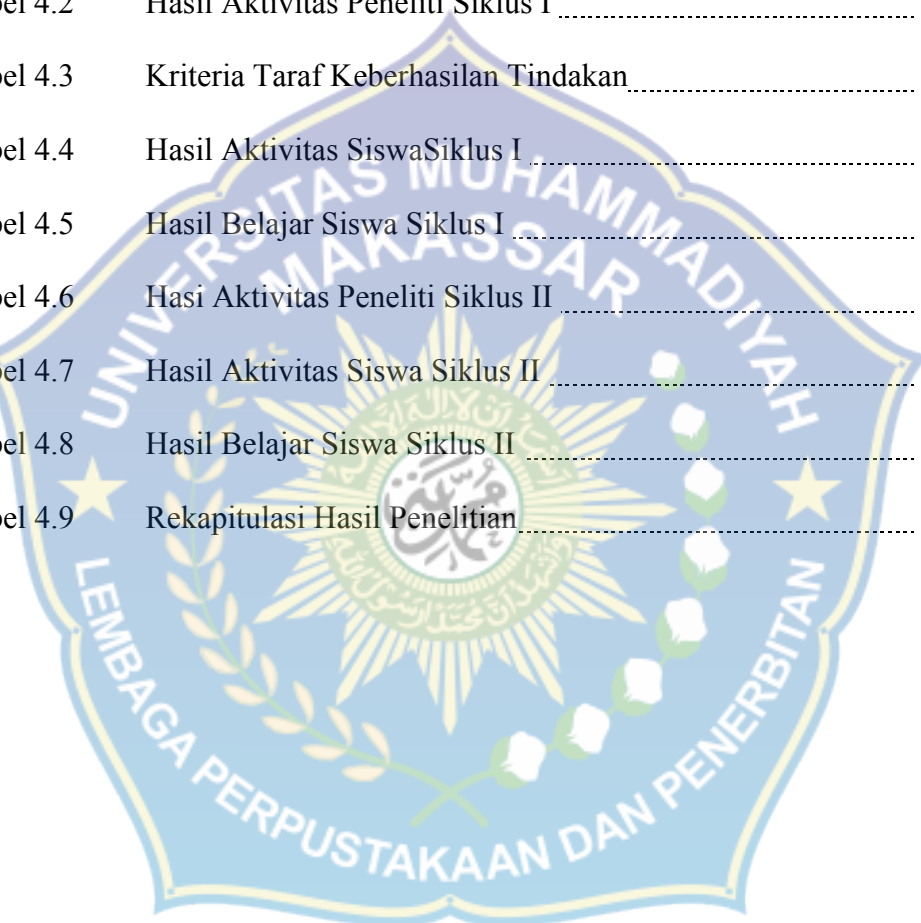 bel 4.2 Hasil Aktivitas Peneliti Siklus I
bel 4.3 Kriteria Taraf Keberhasilan Tindakan
bel 4.4 Hasil Aktivitas SiswaSiklus I
bel 4.5 Hasil Belajar Siswa Siklus I
bel 4.6 Hasi Aktivitas Peneliti Siklus II
bel 4.7 Hasil Aktivitas Siswa Siklus II
bel 4.8 Hasil Belajar Siswa Siklus II
bel 4.9 Rekapitulasi Hasil Penelitian
UNIVERSITAS MUHAMMADIYAH
MAKASSAR
LEMBAGA PERPUSTAKAAN DAN PENERBITAN